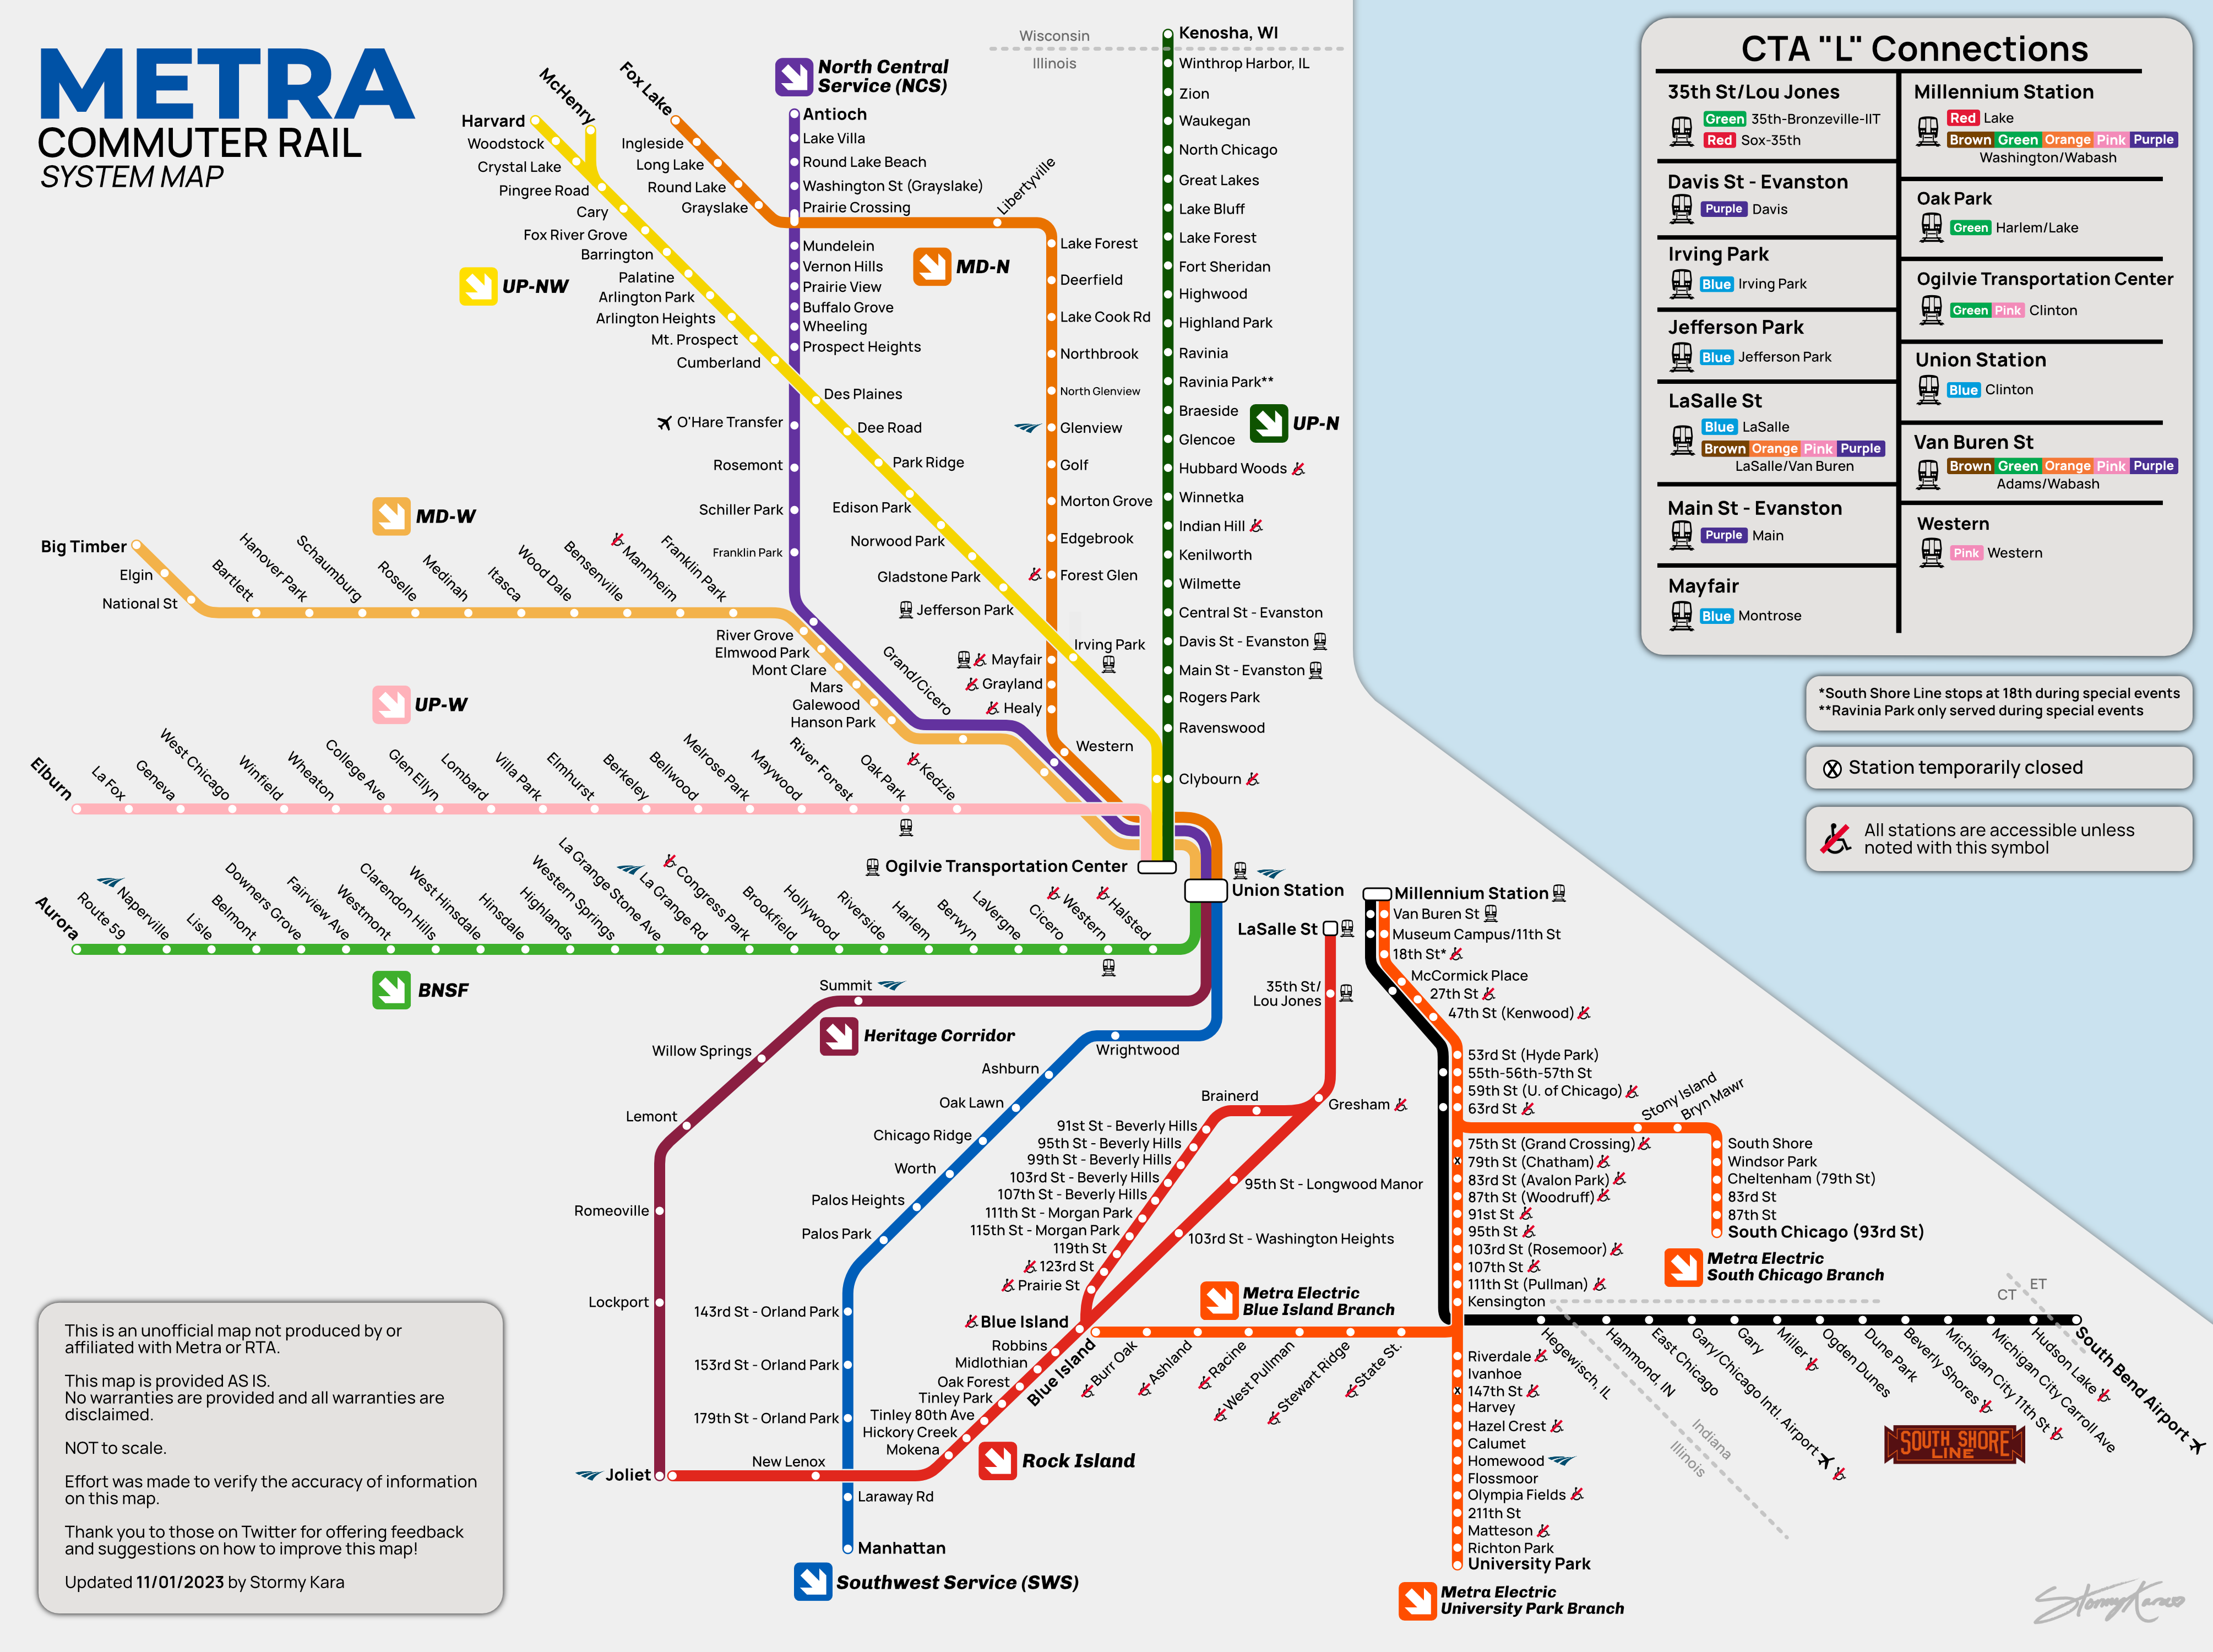 METRA
COMMUTER RAIL
SYSTEM MAP
Wisconsin
Illinois
North Central
Service (NCS)
Antioch
Lake Villa
Round Lake Beach
Washington St (Grayslake)
Prairie Crossing
Mundelein
Vernon Hills
Prairie View
Buffalo Grove
Wheeling
Prospect Heights
O'Hare Transfer
Rosemont
Schiller Park
Franklin Park
UP-NW
Harvard
McHenry
Woodstock
Crystal Lake
Pingree Road
Cary
Fox River Grove
Barrington
Palatine
Arlington Park
Arlington Heights
Mt. Prospect
Cumberland
Des Plaines
Dee Road
Park Ridge
Edison Park
Norwood Park
Gladstone Park
Jefferson Park
Irving Park
MD-N
Fox Lake
Ingleside
Long Lake
Round Lake
Grayslake
Libertyville
Lake Forest
Deerfield
Lake Cook Rd
Northbrook
North Glenview
Glenview
Golf
Morton Grove
Edgebrook
Forest Glen
Mayfair
Grayland
Healy
Western
UP-N
Kenosha, WI
Winthrop Harbor, IL
Zion
Waukegan
North Chicago
Great Lakes
Lake Bluff
Lake Forest
Fort Sheridan
Highwood
Highland Park
Ravinia
Ravinia Park**
Braeside
Glencoe
Hubbard Woods
Winnetka
Indian Hill
Kenilworth
Wilmette
Central St - Evanston
Davis St - Evanston
Main St - Evanston
Rogers Park
Ravenswood
Clybourn
MD-W
Big Timber
Elgin
National St
Bartlett
Hanover Park
Schaumburg
Roselle
Medinah
Itasca
Wood Dale
Bensenville
Mannheim
Franklin Park
River Grove
Elmwood Park
Mont Clare
Mars
Galewood
Hanson Park
Grand/Cicero
UP-W
Elburn
La Fox
Geneva
West Chicago
Winfield
Wheaton
College Ave
Glen Ellyn
Lombard
Villa Park
Elmhurst
Berkeley
Bellwood
Melrose Park
Maywood
River Forest
Oak Park
Kedzie
Ogilvie Transportation Center
Union Station
BNSF
Aurora
Route 59
Naperville
Lisle
Belmont
Downers Grove
Fairview Ave
Westmont
Clarendon Hills
West Hinsdale
Hinsdale
Highlands
Western Springs
La Grange Stone Ave
La Grange Rd
Congress Park
Brookfield
Hollywood
Riverside
Harlem
Berwyn
LaVergne
Cicero
Western
Halsted
Heritage Corridor
Summit
Willow Springs
Lemont
Romeoville
Lockport
Joliet
Wrightwood
Ashburn
Oak Lawn
Chicago Ridge
Worth
Palos Heights
Palos Park
143rd St - Orland Park
153rd St - Orland Park
179th St - Orland Park
Laraway Rd
Manhattan
Southwest Service (SWS)
LaSalle St
35th St/
Lou Jones
Gresham
Brainerd
91st St - Beverly Hills
95th St - Beverly Hills
99th St - Beverly Hills
103rd St - Beverly Hills
107th St - Beverly Hills
111th St - Morgan Park
115th St - Morgan Park
119th St
123rd St
Prairie St
95th St - Longwood Manor
103rd St - Washington Heights
Blue Island
Robbins
Midlothian
Oak Forest
Tinley Park
Tinley 80th Ave
Hickory Creek
Mokena
New Lenox
Rock Island
Millennium Station
Van Buren St
Museum Campus/11th St
18th St*
McCormick Place
27th St
47th St (Kenwood)
53rd St (Hyde Park)
55th-56th-57th St
59th St (U. of Chicago)
63rd St
75th St (Grand Crossing)
79th St (Chatham)
83rd St (Avalon Park)
87th St (Woodruff)
91st St
95th St
103rd St (Rosemoor)
107th St
111th St (Pullman)
Kensington
Riverdale
Ivanhoe
147th St
Harvey
Hazel Crest
Calumet
Homewood
Flossmoor
Olympia Fields
211th St
Matteson
Richton Park
University Park
Metra Electric
University Park Branch
Stony Island
Bryn Mawr
South Shore
Windsor Park
Cheltenham (79th St)
83rd St
87th St
South Chicago (93rd St)
Metra Electric
South Chicago Branch
Metra Electric
Blue Island Branch
Blue Island
Burr Oak
Ashland
Racine
West Pullman
Stewart Ridge
State St.
CT
ET
Hegewisch, IL
Hammond, IN
East Chicago
Gary/Chicago Intl. Airport
Gary
Miller
Ogden Dunes
Dune Park
Beverly Shores
Michigan City 11th St
Michigan City Carroll Ave
Hudson Lake
South Bend Airport
Indiana
Illinois
SOUTH SHORE
LINE
CTA "L" Connections
35th St/Lou Jones
Green 35th-Bronzeville-IIT
Red Sox-35th
Davis St - Evanston
Purple Davis
Irving Park
Blue Irving Park
Jefferson Park
Blue Jefferson Park
LaSalle St
Blue LaSalle
Brown Orange Pink Purple
LaSalle/Van Buren
Main St - Evanston
Purple Main
Mayfair
Blue Montrose
Millennium Station
Red Lake
Brown Green Orange Pink Purple
Washington/Wabash
Oak Park
Green Harlem/Lake
Ogilvie Transportation Center
Green Pink Clinton
Union Station
Blue Clinton
Van Buren St
Brown Green Orange Pink Purple
Adams/Wabash
Western
Pink Western
*South Shore Line stops at 18th during special events
**Ravinia Park only served during special events
Station temporarily closed
All stations are accessible unless
noted with this symbol
This is an unofficial map not produced by or
affiliated with Metra or RTA.
This map is provided AS IS.
No warranties are provided and all warranties are
disclaimed.
NOT to scale.
Effort was made to verify the accuracy of information
on this map.
Thank you to those on Twitter for offering feedback
and suggestions on how to improve this map!
Updated 11/01/2023 by Stormy Kara